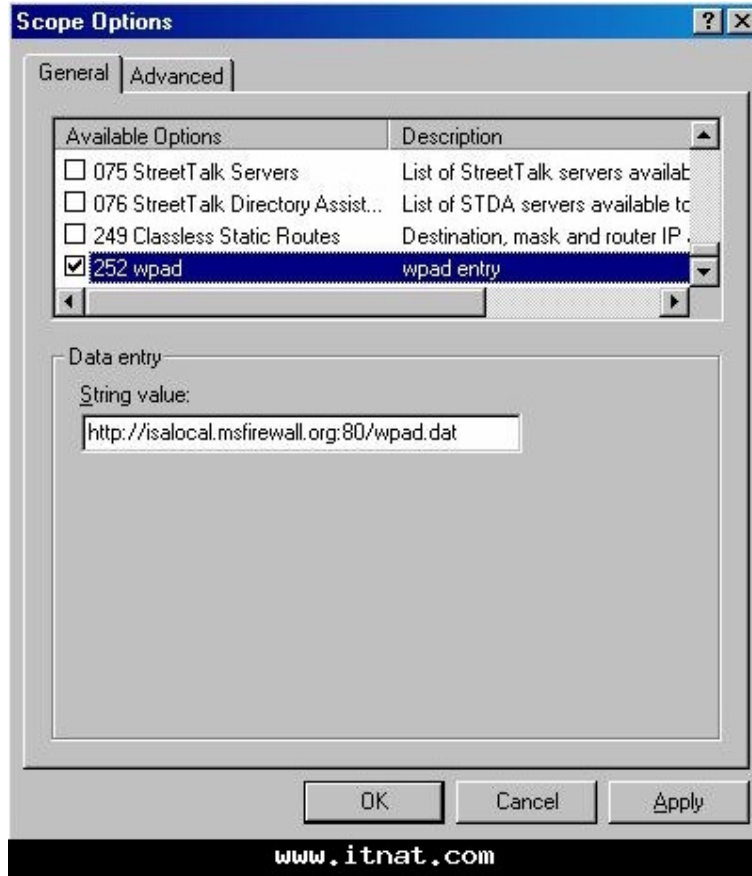 Scope Options
General Advanced
Available Options Description
075 StreetTalk Servers List of StreetTalk servers availab
076 StreetTalk Directory Assist... List of STDA servers available to
249 Classless Static Routes Destination, mask and router IP
252 wpad wpad entry
Data entry
String value:
http://isalocal.msfirewall.org:80/wpad.dat
OK Cancel Apply
www.itnat.com